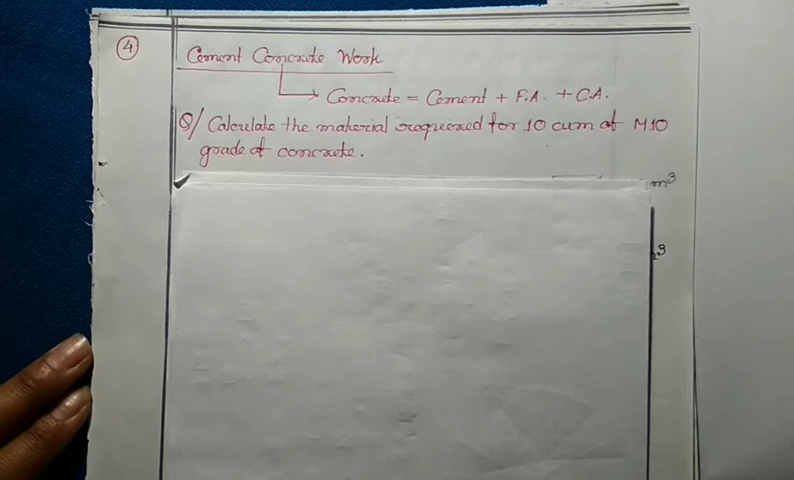 4
Cement Concrete Work
Concrete = Cement + F.A. + C.A.
Q/ Calculate the material required for 10 cum of M10
grade of concrete.
m³